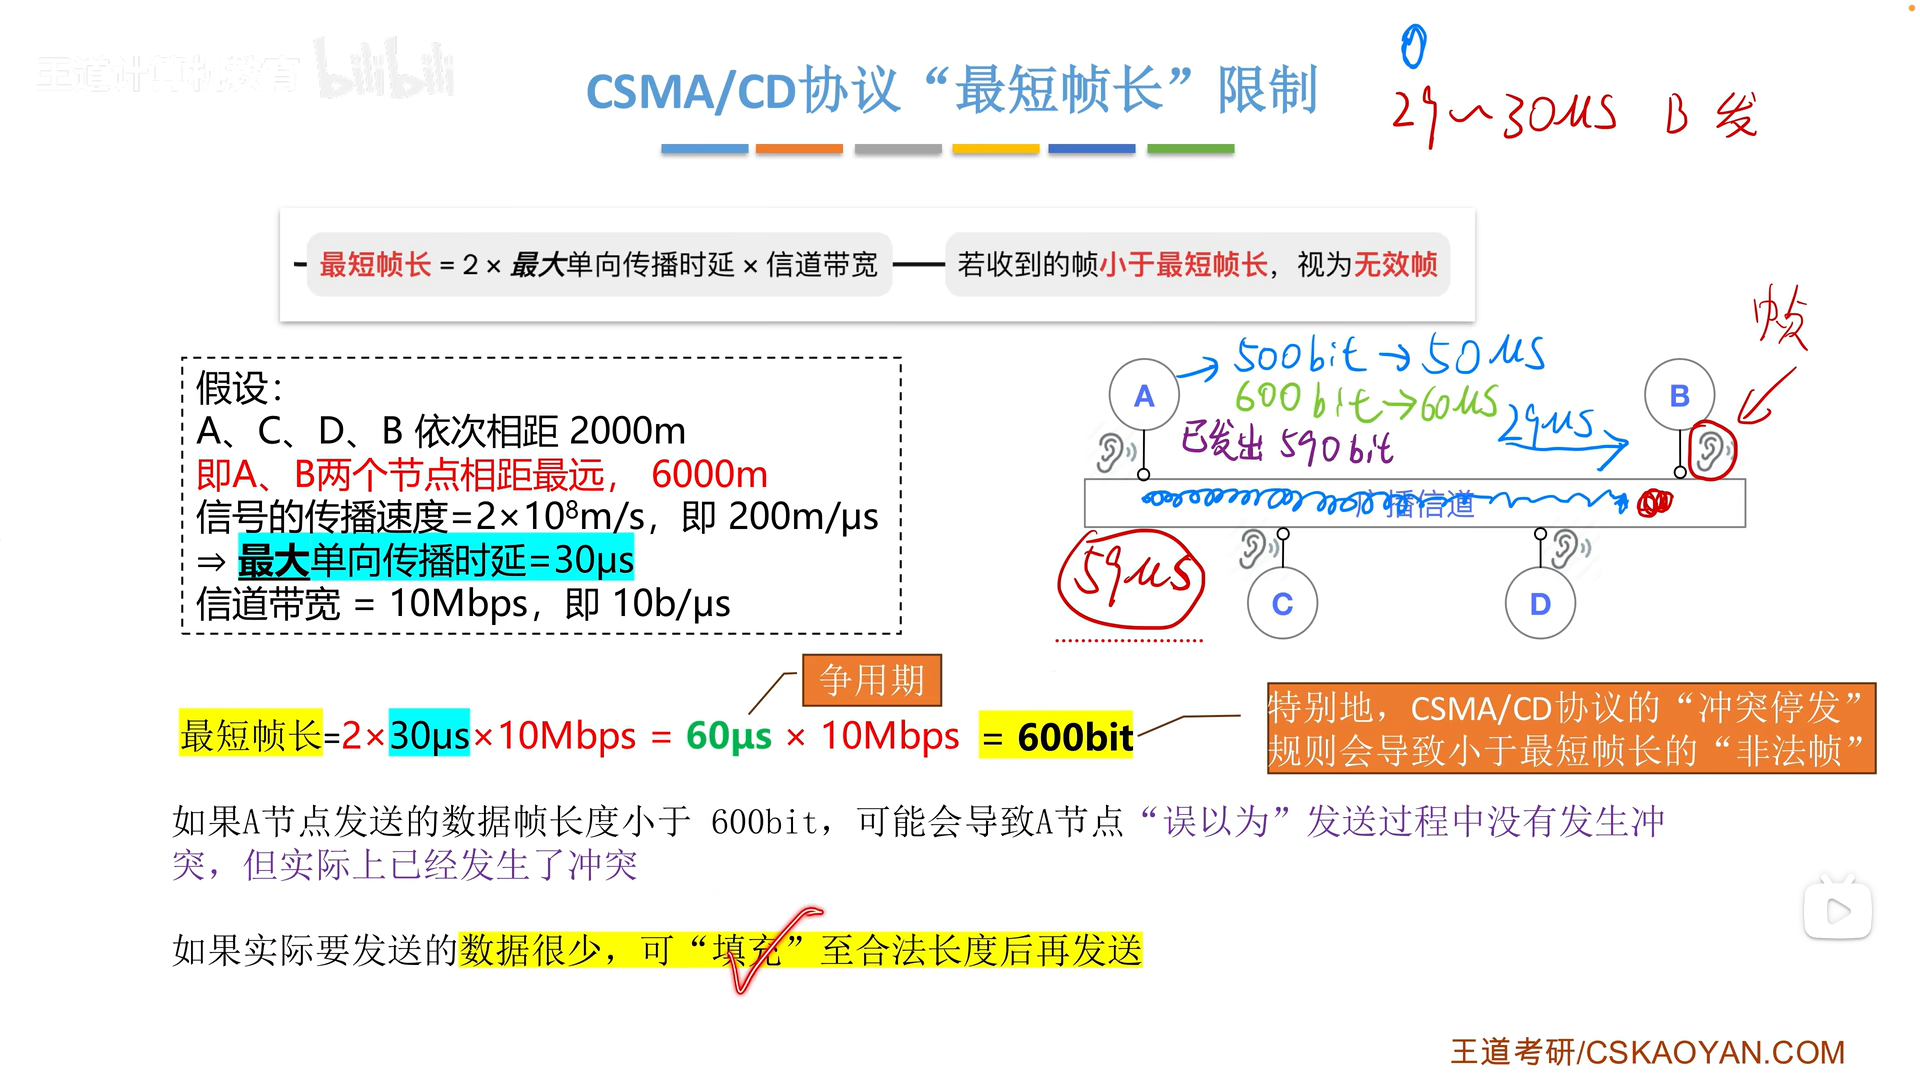 王道计算机教育 bilibili
CSMA/CD协议“最短帧长”限制
0
29~30μs B 发
最短帧长 = 2 × 最大单向传播时延 × 信道带宽
若收到的帧小于最短帧长，视为无效帧
帧
假设：
A、C、D、B 依次相距 2000m
即A、B两个节点相距最远， 6000m
信号的传播速度=2×10⁸m/s，即 200m/μs
⇒ 最大单向传播时延=30μs
信道带宽 = 10Mbps，即 10b/μs
A
→ 500bit → 50μs
600bit → 60μs
已发出 590bit
29μs
B
广播信道
59μs
C
D
争用期
最短帧长=2×30μs×10Mbps = 60μs × 10Mbps = 600bit
特别地，CSMA/CD协议的“冲突停发”
规则会导致小于最短帧长的“非法帧”
如果A节点发送的数据帧长度小于 600bit，可能会导致A节点“误以为”发送过程中没有发生冲
突，但实际上已经发生了冲突
如果实际要发送的数据很少，可“填充”至合法长度后再发送
王道考研/CSKAOYAN.COM